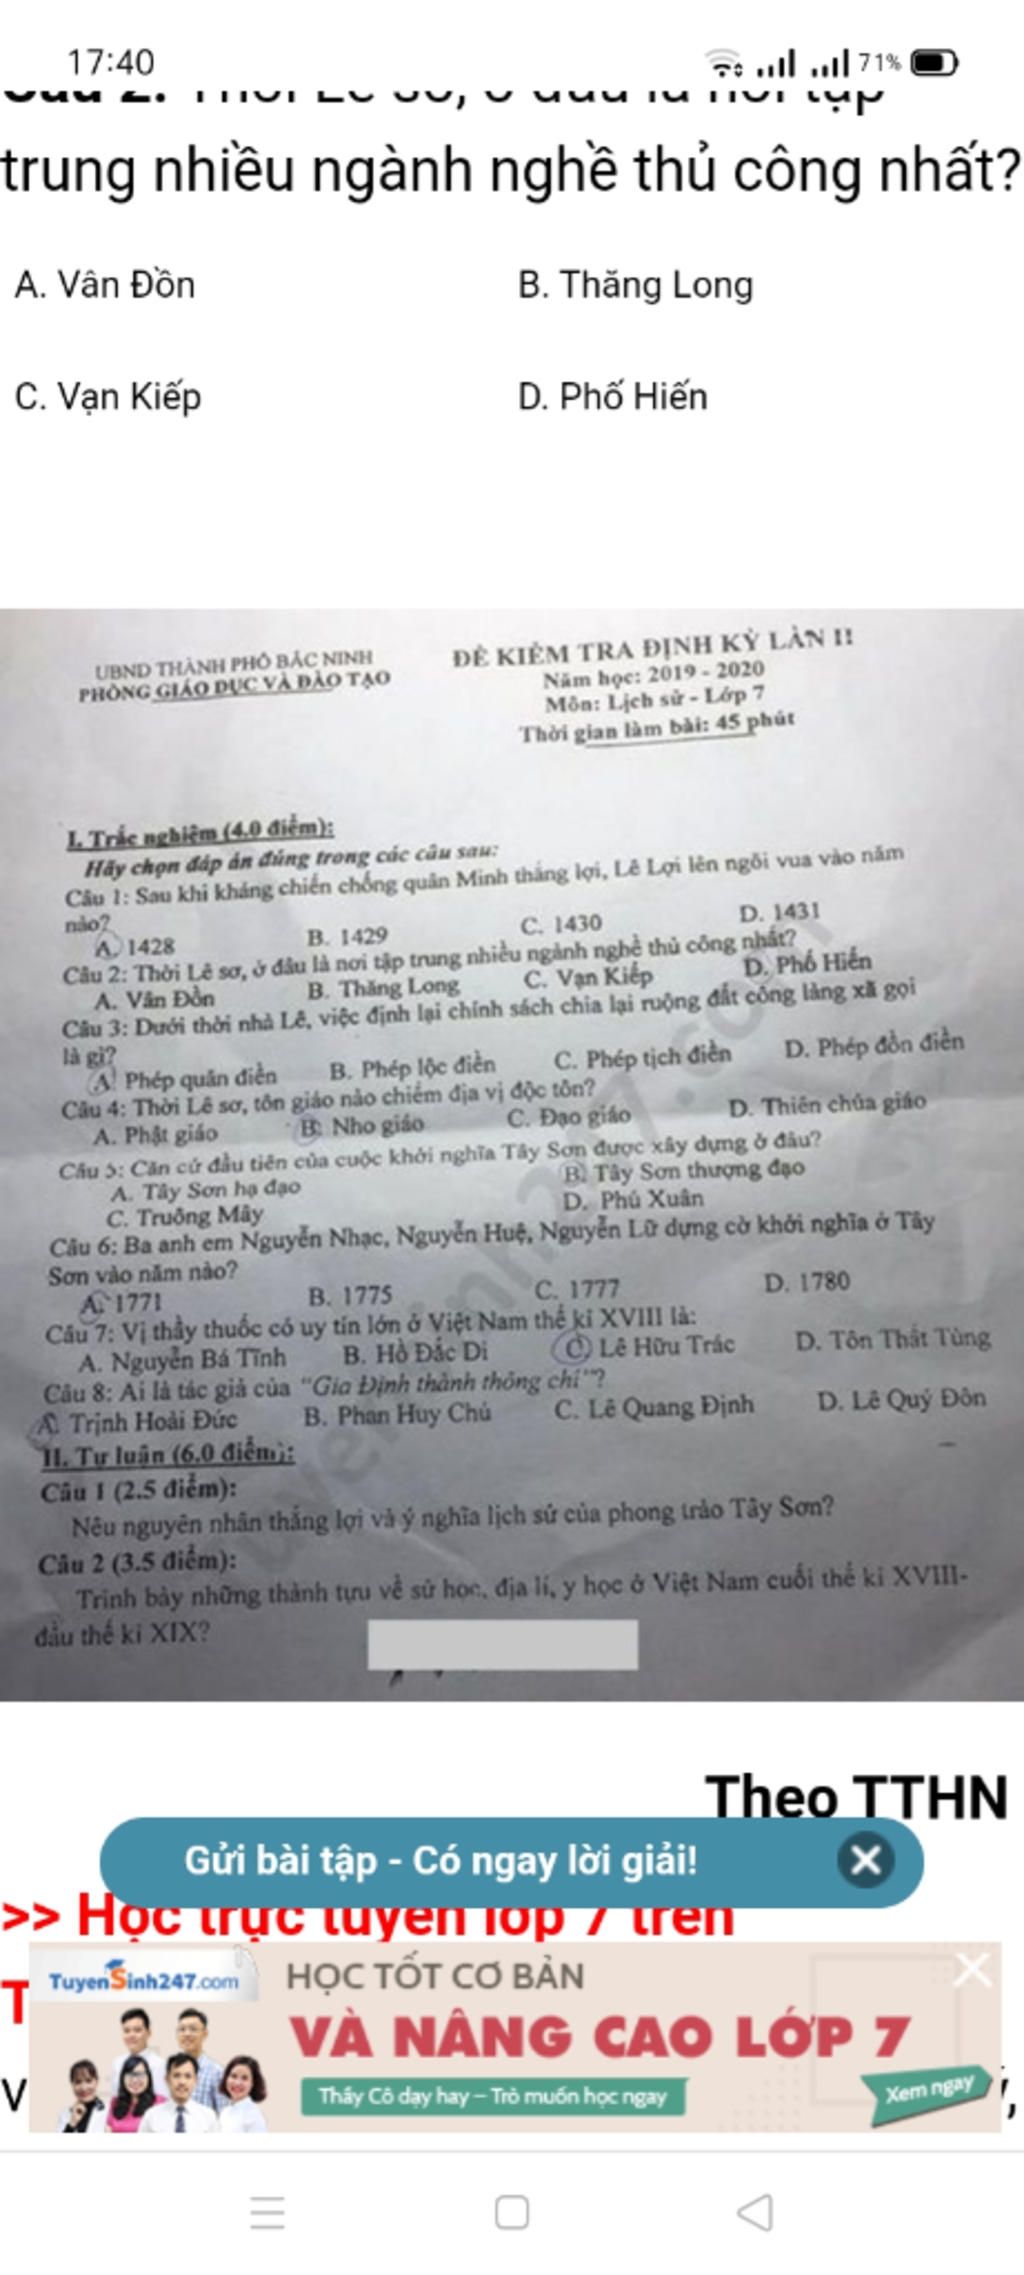 17:40
71%
Câu 2: Thời Lê sơ, ở đâu là nơi tập
trung nhiều ngành nghề thủ công nhất?
A. Vân Đồn B. Thăng Long
C. Vạn Kiếp D. Phố Hiến
UBND THÀNH PHỐ BẮC NINH
PHÒNG GIÁO DỤC VÀ ĐÀO TẠO
ĐỀ KIỂM TRA ĐỊNH KỲ LẦN II
Năm học: 2019 - 2020
Môn: Lịch sử - Lớp 7
Thời gian làm bài: 45 phút
I. Trắc nghiệm (4.0 điểm):
Hãy chọn đáp án đúng trong các câu sau:
Câu 1: Sau khi kháng chiến chống quân Minh thắng lợi, Lê Lợi lên ngôi vua vào năm
nào?
A. 1428 B. 1429 C. 1430 D. 1431
Câu 2: Thời Lê sơ, ở đâu là nơi tập trung nhiều ngành nghề thủ công nhất?
A. Vân Đồn B. Thăng Long C. Vạn Kiếp D. Phố Hiến
Câu 3: Dưới thời nhà Lê, việc định lại chính sách chia lại ruộng đất công làng xã gọi
là gì?
A. Phép quân điền B. Phép lộc điền C. Phép tịch điền D. Phép đồn điền
Câu 4: Thời Lê sơ, tôn giáo nào chiếm địa vị độc tôn?
A. Phật giáo B. Nho giáo C. Đạo giáo D. Thiên chúa giáo
Câu 5: Căn cứ đầu tiên của cuộc khởi nghĩa Tây Sơn được xây dựng ở đâu?
A. Tây Sơn hạ đạo B. Tây Sơn thượng đạo
C. Truông Mây D. Phú Xuân
Câu 6: Ba anh em Nguyễn Nhạc, Nguyễn Huệ, Nguyễn Lữ dựng cờ khởi nghĩa ở Tây
Sơn vào năm nào?
A. 1771 B. 1775 C. 1777 D. 1780
Câu 7: Vị thầy thuốc có uy tín lớn ở Việt Nam thế kỉ XVIII là:
A. Nguyễn Bá Tĩnh B. Hồ Đắc Di C. Lê Hữu Trác D. Tôn Thất Tùng
Câu 8: Ai là tác giả của "Gia Định thành thông chí"?
A. Trịnh Hoài Đức B. Phan Huy Chú C. Lê Quang Định D. Lê Quý Đôn
II. Tự luận (6.0 điểm):
Câu 1 (2.5 điểm):
Nêu nguyên nhân thắng lợi và ý nghĩa lịch sử của phong trào Tây Sơn?
Câu 2 (3.5 điểm):
Trình bày những thành tựu về sử học, địa lí, y học ở Việt Nam cuối thế kỉ XVIII-
đầu thế kỉ XIX?
Theo TTHN
Gửi bài tập - Có ngay lời giải!
>> Học trực tuyến lớp 7 trên
T
TuyenSinh247.com
HỌC TỐT CƠ BẢN
VÀ NÂNG CAO LỚP 7
Thầy Cô dạy hay – Trò muốn học ngay
Xem ngay
V